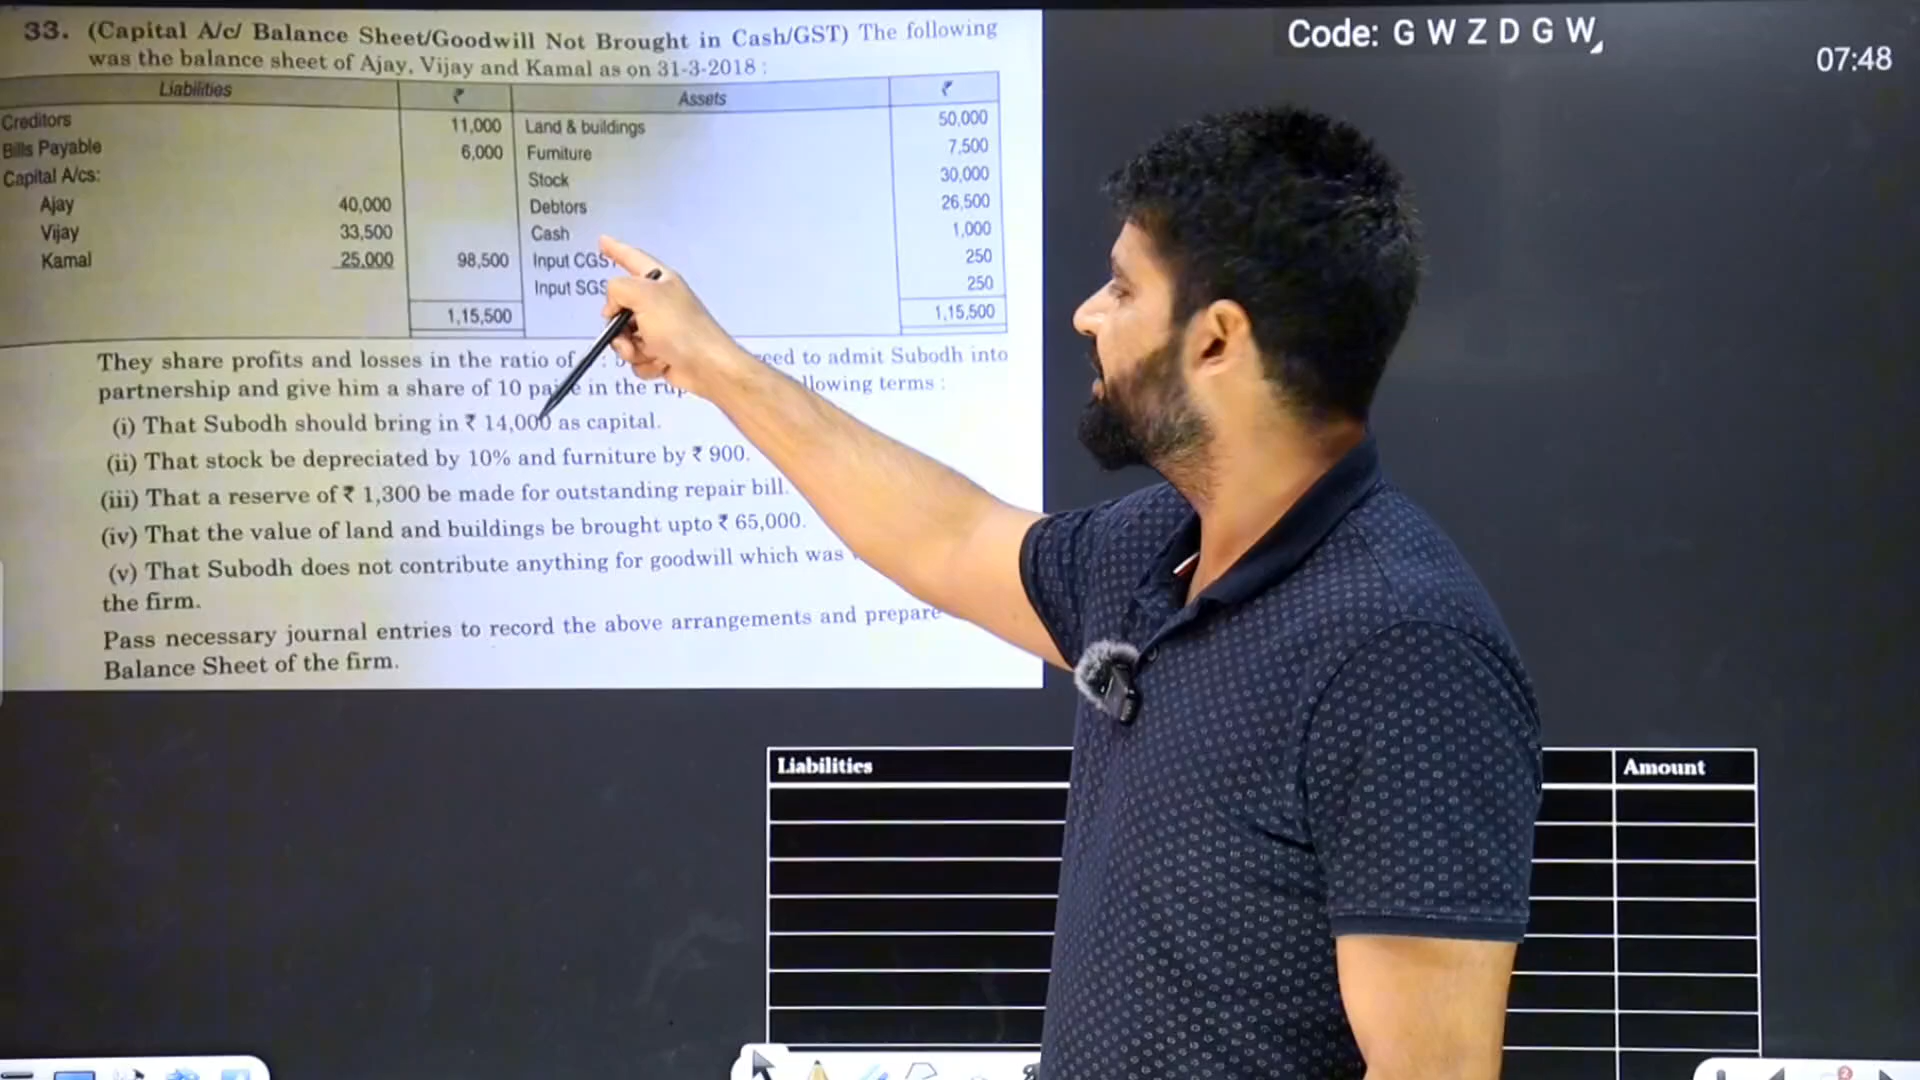 Code: G W Z D G W
07:48
33. (Capital A/c/ Balance Sheet/Goodwill Not Brought in Cash/GST) The following
was the balance sheet of Ajay, Vijay and Kamal as on 31-3-2018 :
Liabilities ₹ Assets ₹
Creditors 11,000 Land & buildings 50,000
Bills Payable 6,000 Furniture 7,500
Capital A/cs: Stock 30,000
Ajay 40,000 Debtors 26,500
Vijay 33,500 Cash 1,000
Kamal 25,000 98,500 Input CGS 250
Input SGS 250
1,15,500 1,15,500
They share profits and losses in the ratio of to admit Subodh into
partnership and give him a share of 10 in the terms :
(i) That Subodh should bring in ₹ 14,000 as capital.
(ii) That stock be depreciated by 10% and furniture by ₹ 900.
(iii) That a reserve of ₹ 1,300 be made for outstanding repair bill.
(iv) That the value of land and buildings be brought upto ₹ 65,000.
(v) That Subodh does not contribute anything for goodwill which was
the firm.
Pass necessary journal entries to record the above arrangements and prepare
Balance Sheet of the firm.
Liabilities Amount
2